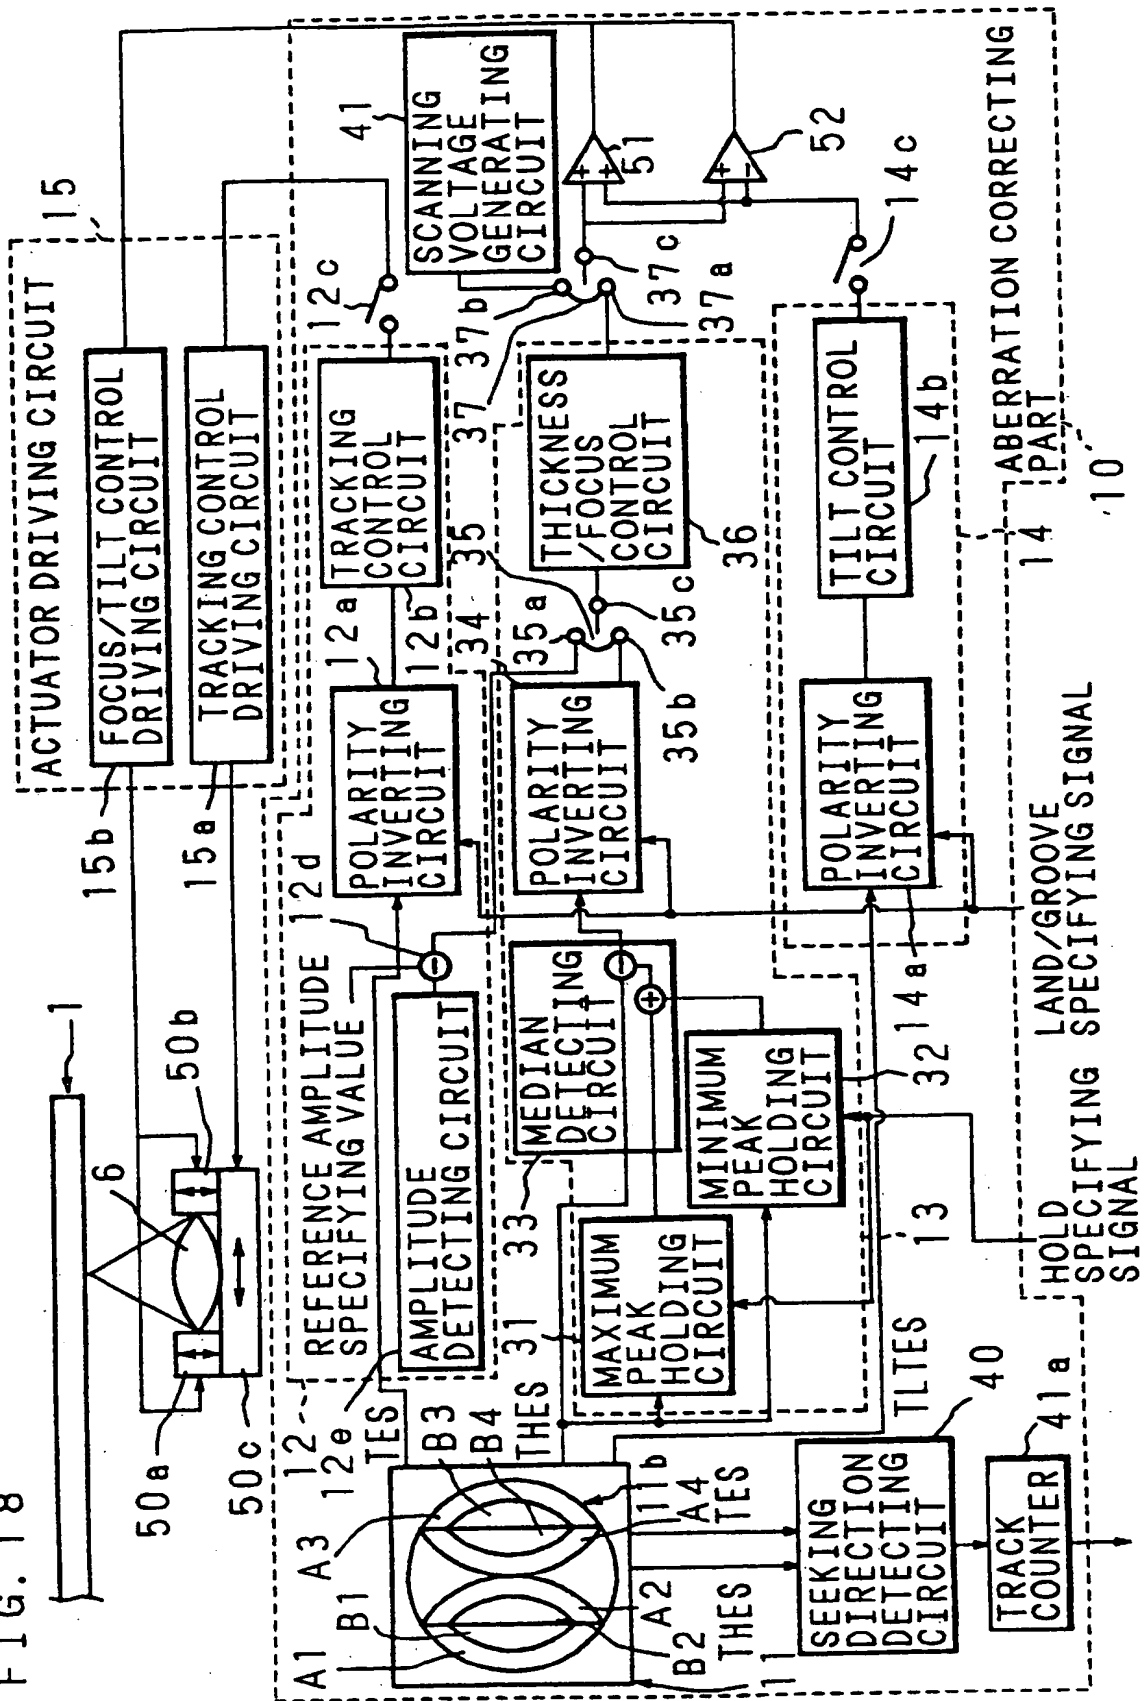 FIG. 18
1
6
50a
50b
50c
ACTUATOR DRIVING CIRCUIT
15
FOCUS/TILT CONTROL
DRIVING CIRCUIT
15b
TRACKING CONTROL
DRIVING CIRCUIT
15a
12
REFERENCE AMPLITUDE
SPECIFYING VALUE
12d
12e
AMPLITUDE
DETECTING CIRCUIT
POLARITY
INVERTING
CIRCUIT
12a
TRACKING
CONTROL
CIRCUIT
12b
12c
SCANNING
VOLTAGE
GENERATING
CIRCUIT
41
TES
THES
A1
B1
A3
B3
B4
11b
A4
TES
A2
B2
THES
11
31
MAXIMUM
PEAK
HOLDING
CIRCUIT
33
MEDIAN
DETECTING
CIRCUIT
MINIMUM
PEAK
HOLDING
CIRCUIT
32
13
34
POLARITY
INVERTING
CIRCUIT
35
35a
35b
35c
THICKNESS
/FOCUS
CONTROL
CIRCUIT
36
37
37b
37c
37a
51
52
14a
POLARITY
INVERTING
CIRCUIT
TILT CONTROL
CIRCUIT
14b
14c
14
TLTES
SEEKING
DIRECTION
DETECTING
CIRCUIT
40
TRACK
COUNTER
41a
HOLD
SPECIFYING
SIGNAL
LAND/GROOVE
SPECIFYING SIGNAL
ABERRATION CORRECTING
PART
10